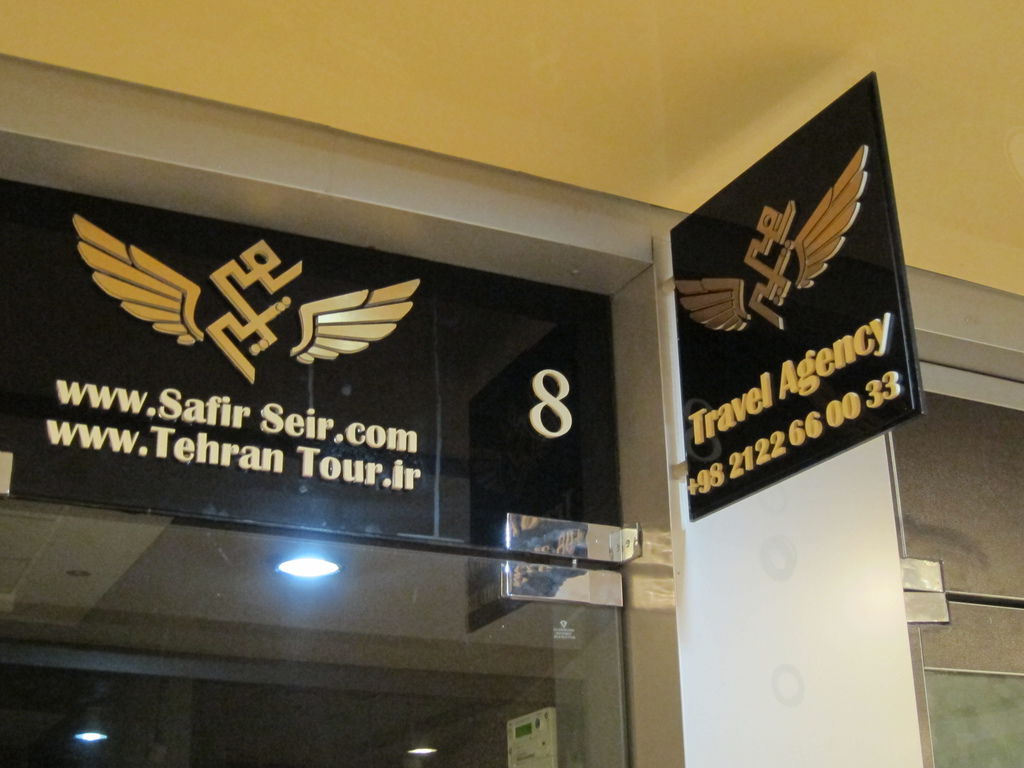 www.Safir Seir.com
www.Tehran Tour.ir
8
Travel Agency
+98 2122 66 00 33